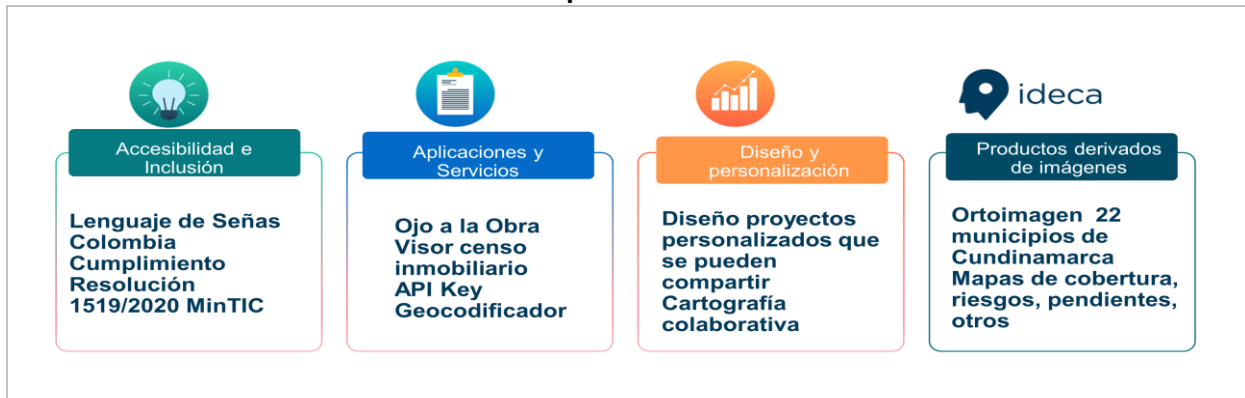 Accesibilidad e
Inclusión
Lenguaje de Señas
Colombia
Cumplimiento
Resolución
1519/2020 MinTIC
Aplicaciones y
Servicios
Ojo a la Obra
Visor censo
inmobiliario
API Key
Geocodificador
Diseño y
personalización
Diseño proyectos
personalizados que
se pueden
compartir
Cartografía
colaborativa
ideca
Productos derivados
de imágenes
Ortoimagen 22
municipios de
Cundinamarca
Mapas de cobertura,
riesgos, pendientes,
otros